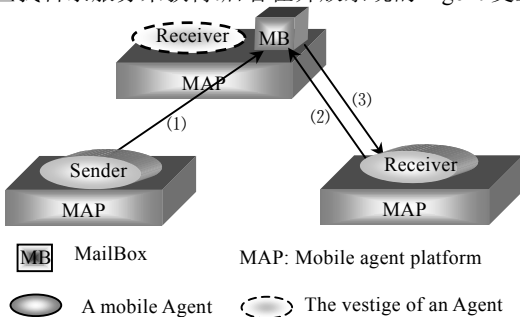 Receiver
MB
MAP
(1)
(2)
(3)
Sender
MAP
Receiver
MAP
MB MailBox
MAP: Mobile agent platform
A mobile Agent
The vestige of an Agent